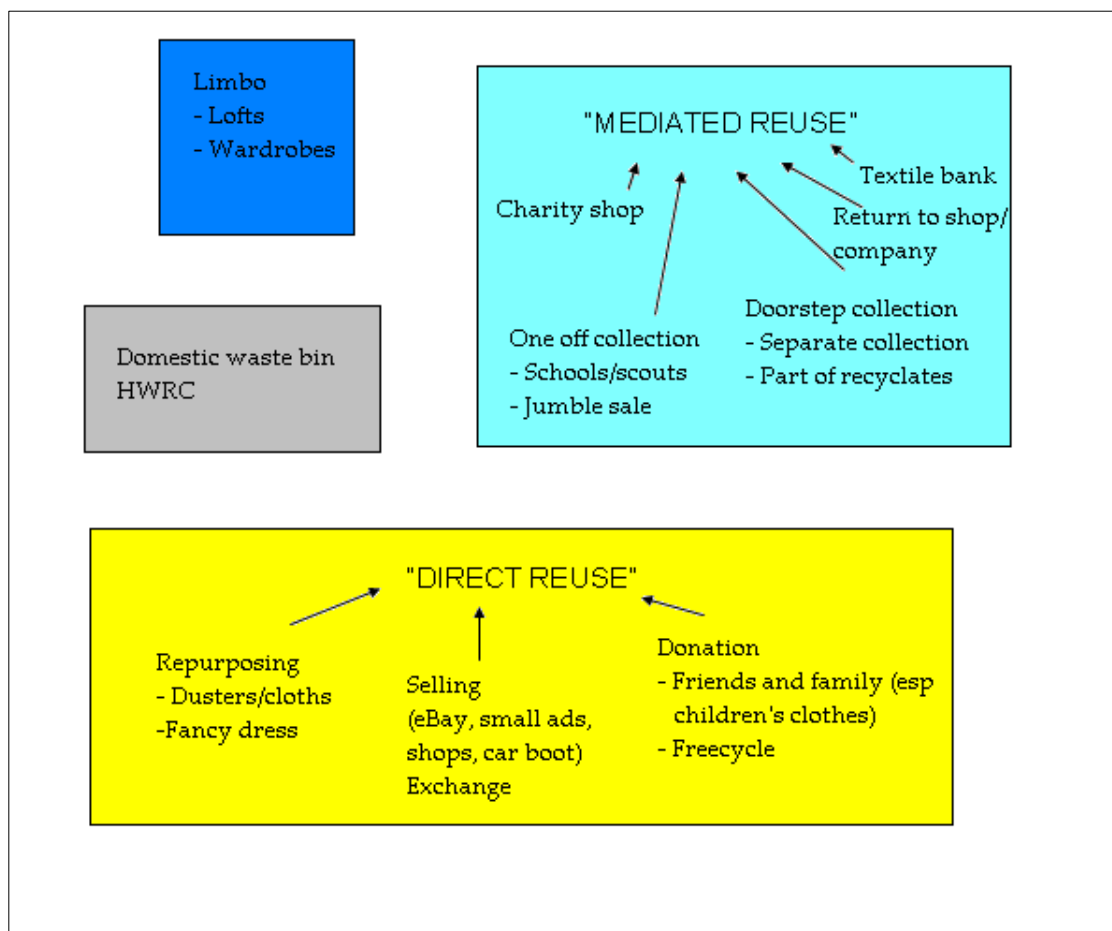 Limbo
- Lofts
- Wardrobes
"MEDIATED REUSE"
Textile bank
Charity shop
Return to shop/
company
One off collection
- Schools/scouts
- Jumble sale
Doorstep collection
- Separate collection
- Part of recyclates
Domestic waste bin
HWRC
"DIRECT REUSE"
Repurposing
- Dusters/cloths
-Fancy dress
Selling
(eBay, small ads,
shops, car boot)
Exchange
Donation
- Friends and family (esp
children's clothes)
- Freecycle